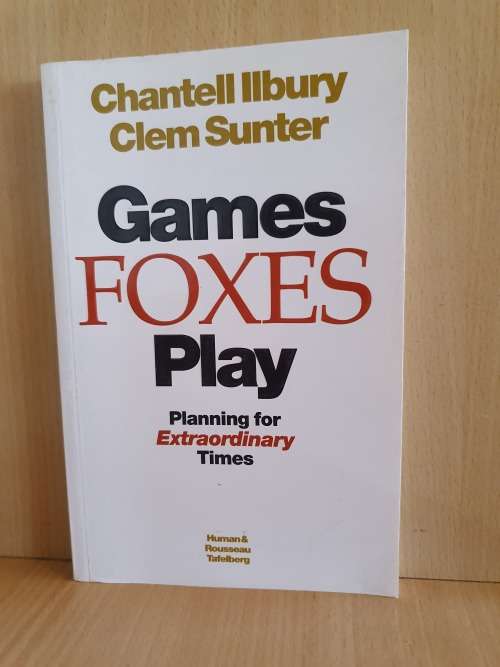 Chantell Ilbury
Clem Sunter
Games
FOXES
Play
Planning for
Extraordinary
Times
Human &
Rousseau
Tafelberg